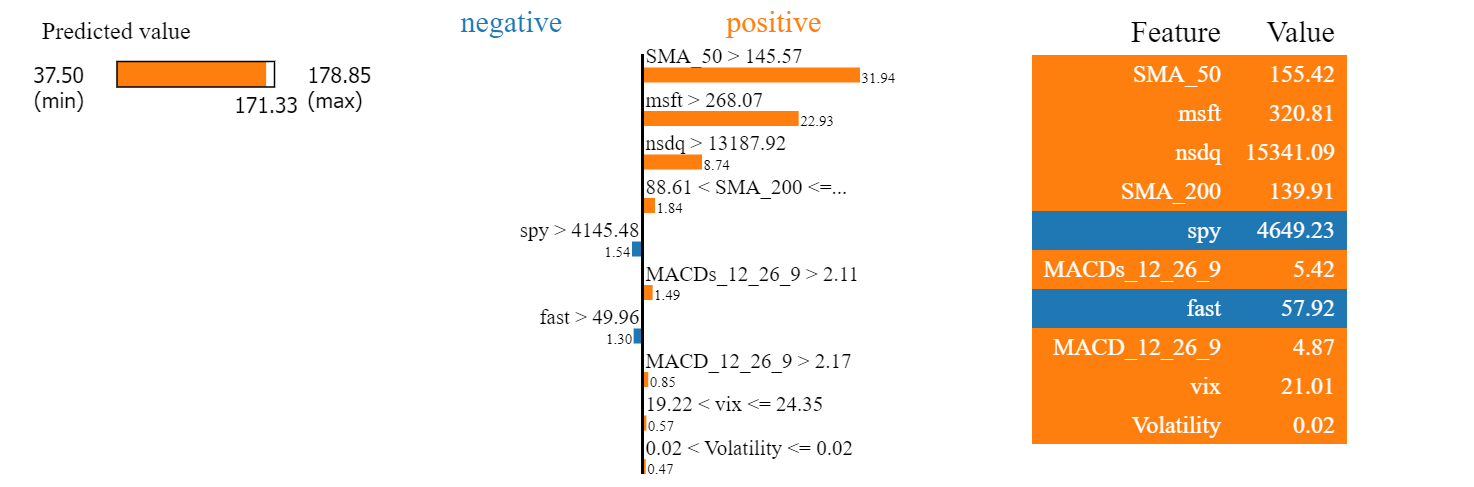 Predicted value
37.50
(min)
171.33
178.85
(max)
negative positive
SMA_50 > 145.57
31.94
msft > 268.07
22.93
nsdq > 13187.92
8.74
88.61 < SMA_200 <=...
1.84
spy > 4145.48
1.54
MACDs_12_26_9 > 2.11
1.49
fast > 49.96
1.30
MACD_12_26_9 > 2.17
0.85
19.22 < vix <= 24.35
0.57
0.02 < Volatility <= 0.02
0.47
Feature Value
SMA_50 155.42
msft 320.81
nsdq 15341.09
SMA_200 139.91
spy 4649.23
MACDs_12_26_9 5.42
fast 57.92
MACD_12_26_9 4.87
vix 21.01
Volatility 0.02